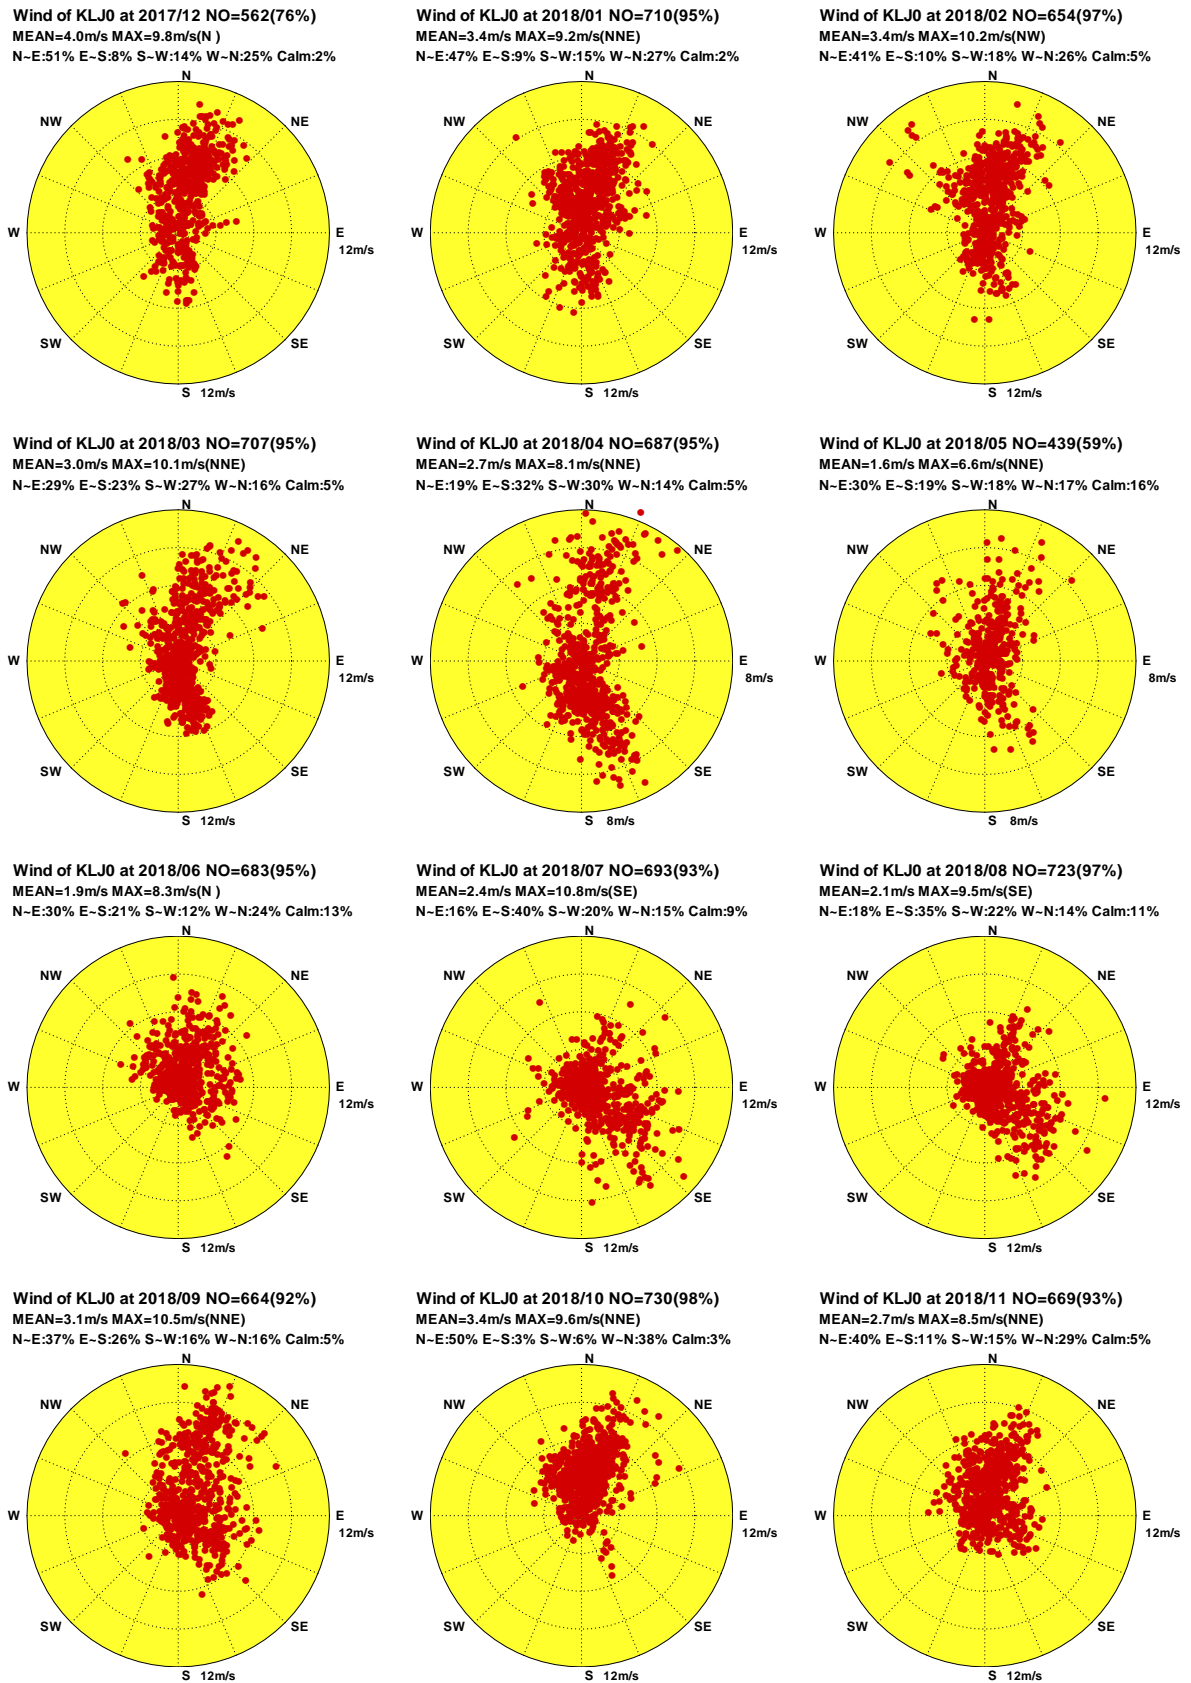 Wind of KLJ0 at 2017/12 NO=562(76%)
MEAN=4.0m/s MAX=9.8m/s(N )
N~E:51% E~S:8% S~W:14% W~N:25% Calm:2%
N
NW
NE
W
E
12m/s
SW
SE
S 12m/s
Wind of KLJ0 at 2018/01 NO=710(95%)
MEAN=3.4m/s MAX=9.2m/s(NNE)
N~E:47% E~S:9% S~W:15% W~N:27% Calm:2%
N
NW
NE
W
E
12m/s
SW
SE
S 12m/s
Wind of KLJ0 at 2018/02 NO=654(97%)
MEAN=3.4m/s MAX=10.2m/s(NW)
N~E:41% E~S:10% S~W:18% W~N:26% Calm:5%
N
NW
NE
W
E
12m/s
SW
SE
S 12m/s
Wind of KLJ0 at 2018/03 NO=707(95%)
MEAN=3.0m/s MAX=10.1m/s(NNE)
N~E:29% E~S:23% S~W:27% W~N:16% Calm:5%
N
NW
NE
W
E
12m/s
SW
SE
S 12m/s
Wind of KLJ0 at 2018/04 NO=687(95%)
MEAN=2.7m/s MAX=8.1m/s(NNE)
N~E:19% E~S:32% S~W:30% W~N:14% Calm:5%
N
NW
NE
W
E
8m/s
SW
SE
S 8m/s
Wind of KLJ0 at 2018/05 NO=439(59%)
MEAN=1.6m/s MAX=6.6m/s(NNE)
N~E:30% E~S:19% S~W:18% W~N:17% Calm:16%
N
NW
NE
W
E
8m/s
SW
SE
S 8m/s
Wind of KLJ0 at 2018/06 NO=683(95%)
MEAN=1.9m/s MAX=8.3m/s(N )
N~E:30% E~S:21% S~W:12% W~N:24% Calm:13%
N
NW
NE
W
E
12m/s
SW
SE
S 12m/s
Wind of KLJ0 at 2018/07 NO=693(93%)
MEAN=2.4m/s MAX=10.8m/s(SE)
N~E:16% E~S:40% S~W:20% W~N:15% Calm:9%
N
NW
NE
W
E
12m/s
SW
SE
S 12m/s
Wind of KLJ0 at 2018/08 NO=723(97%)
MEAN=2.1m/s MAX=9.5m/s(SE)
N~E:18% E~S:35% S~W:22% W~N:14% Calm:11%
N
NW
NE
W
E
12m/s
SW
SE
S 12m/s
Wind of KLJ0 at 2018/09 NO=664(92%)
MEAN=3.1m/s MAX=10.5m/s(NNE)
N~E:37% E~S:26% S~W:16% W~N:16% Calm:5%
N
NW
NE
W
E
12m/s
SW
SE
S 12m/s
Wind of KLJ0 at 2018/10 NO=730(98%)
MEAN=3.4m/s MAX=9.6m/s(NNE)
N~E:50% E~S:3% S~W:6% W~N:38% Calm:3%
N
NW
NE
W
E
12m/s
SW
SE
S 12m/s
Wind of KLJ0 at 2018/11 NO=669(93%)
MEAN=2.7m/s MAX=8.5m/s(NNE)
N~E:40% E~S:11% S~W:15% W~N:29% Calm:5%
N
NW
NE
W
E
12m/s
SW
SE
S 12m/s